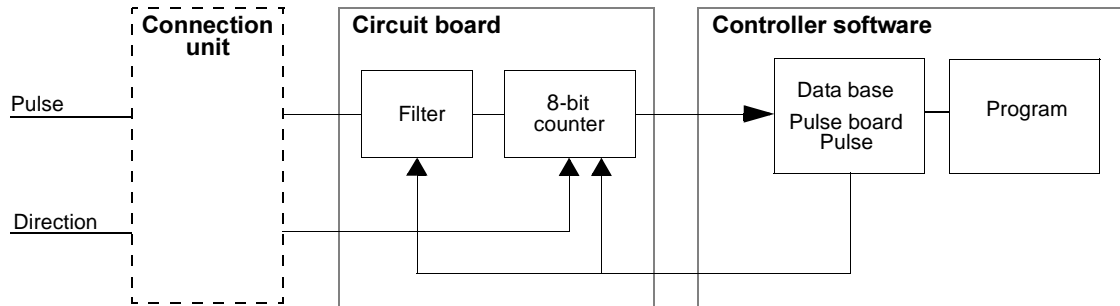 Connection
unit
Circuit board
Controller software
Pulse
Filter
8-bit
counter
Data base
Pulse board
Pulse
Program
Direction